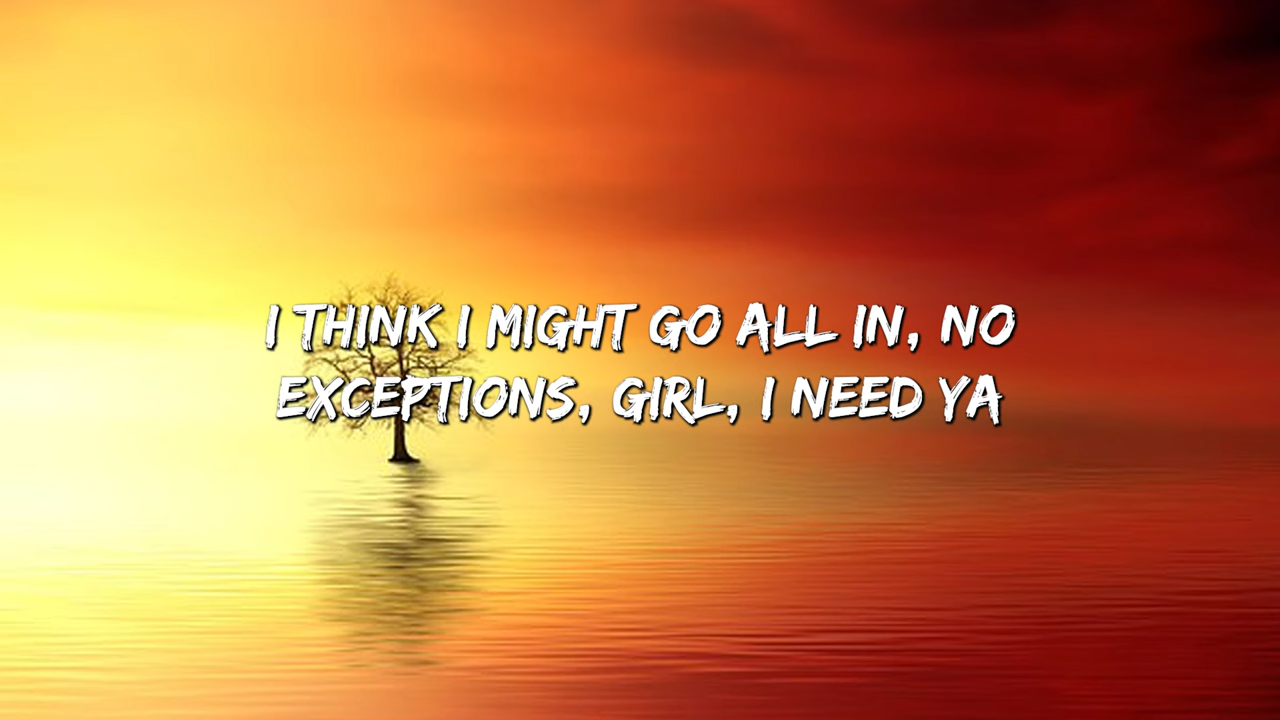 I THINK I MIGHT GO ALL IN, NO
EXCEPTIONS, GIRL, I NEED YA